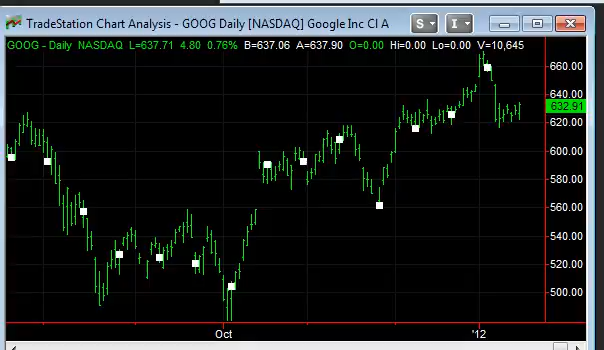 TradeStation Chart Analysis - GOOG Daily [NASDAQ] Google Inc Cl A
S I
GOOG - Daily NASDAQ L=637.71 4.80 0.76% B=637.06 A=637.90 O=0.00 Hi=0.00 Lo=0.00 V=10,645
660.00
640.00
632.91
620.00
600.00
580.00
560.00
540.00
520.00
500.00
Oct '12